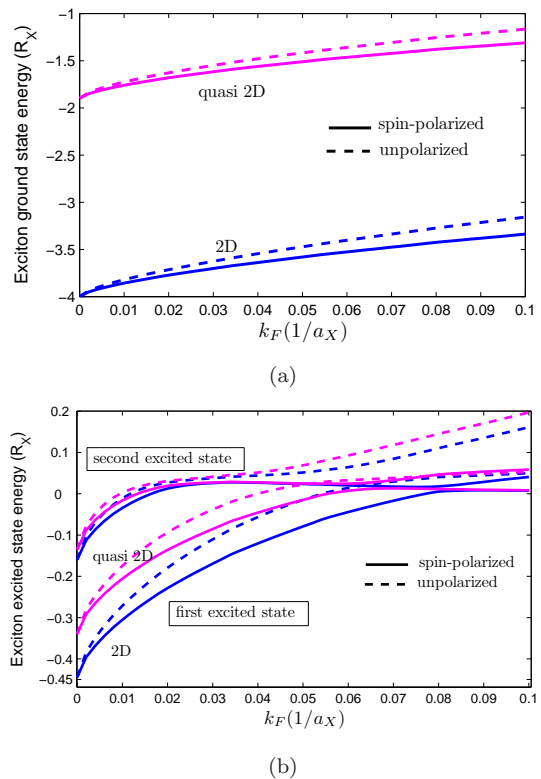 Exciton ground state energy (R_X)
-1
-1.5
-2
-2.5
-3
-3.5
-4
quasi 2D
spin-polarized
unpolarized
2D
0 0.01 0.02 0.03 0.04 0.05 0.06 0.07 0.08 0.09 0.1
k_F(1/a_X)
(a)
Exciton excited state energy (R_X)
0.2
0.1
0
-0.1
-0.2
-0.3
-0.4
-0.45
second excited state
quasi 2D
spin-polarized
unpolarized
first excited state
2D
0 0.01 0.02 0.03 0.04 0.05 0.06 0.07 0.08 0.09 0.1
k_F(1/a_X)
(b)